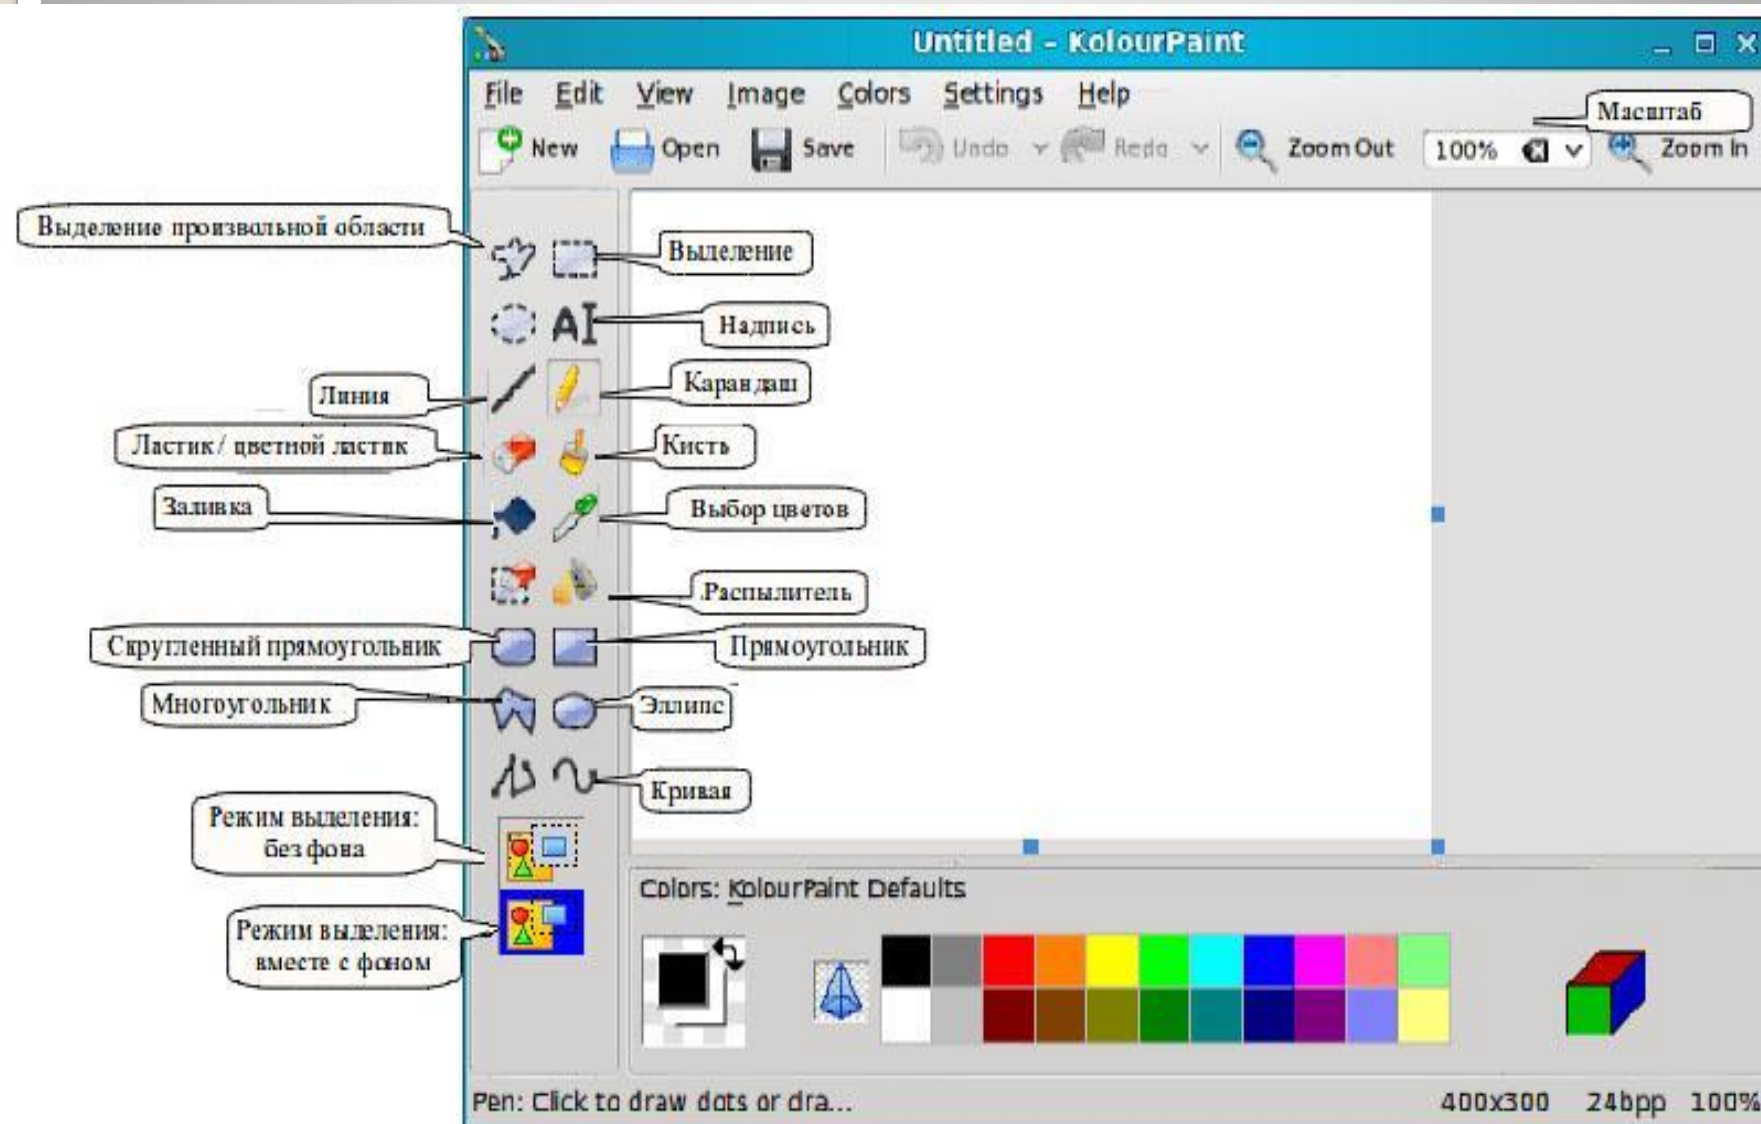 Untitled – KolourPaint
File Edit View Image Colors Settings Help
Масштаб
New Open Save Undo Redo Zoom Out 100% Zoom In
Выделение произвольной области
Выделение
Надпись
Линия
Карандаш
Ластик / цветной ластик
Кисть
Заливка
Выбор цветов
Распылитель
Скругленный прямоугольник
Прямоугольник
Многоугольник
Эллипс
Кривая
Режим выделения:
без фона
Режим выделения:
вместе с фоном
Colors: KolourPaint Defaults
Pen: Click to draw dots or dra... 400x300 24bpp 100%